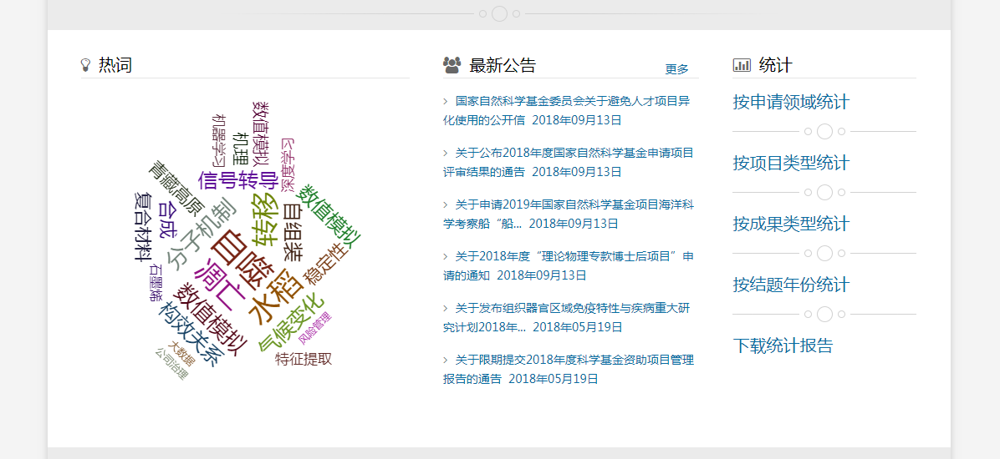 热词
数值模拟
机器学习
机理
深度学习
青藏高原
信号转导
数值模拟
复合材料
合成
分子机制
转移
自组装
自噬
稳定性
石墨烯
凋亡
水稻
数值模拟
构效关系
气候变化
风险管理
大数据
公司治理
特征提取
最新公告
更多
国家自然科学基金委员会关于避免人才项目异
化使用的公开信 2018年09月13日
关于公布2018年度国家自然科学基金申请项目
评审结果的通告 2018年09月13日
关于申请2019年国家自然科学基金项目海洋科
学考察船“船... 2018年09月13日
关于2018年度“理论物理专款博士后项目”申
请的通知 2018年09月13日
关于发布组织器官区域免疫特性与疾病重大研
究计划2018年... 2018年05月19日
关于限期提交2018年度科学基金资助项目管理
报告的通告 2018年05月19日
统计
按申请领域统计
按项目类型统计
按成果类型统计
按结题年份统计
下载统计报告